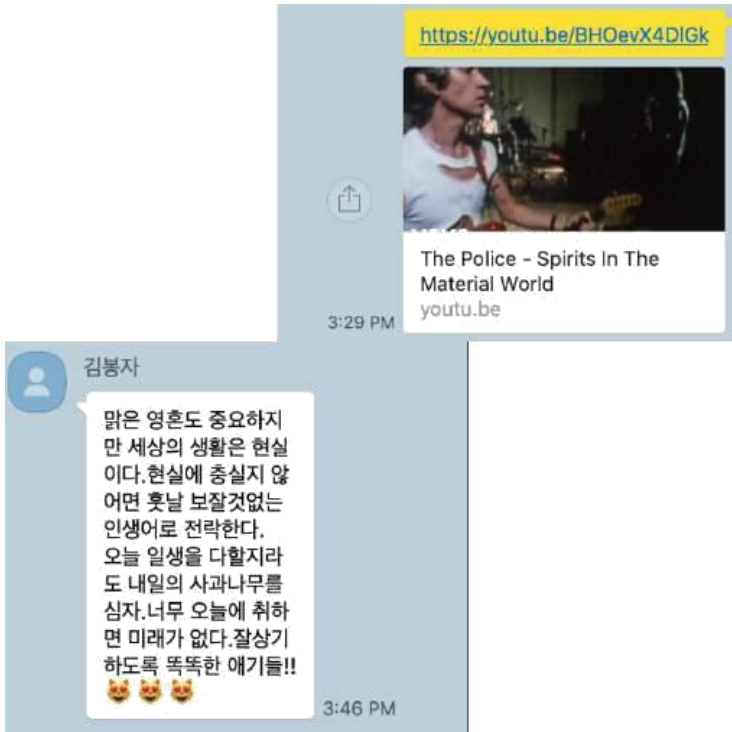 https://youtu.be/BHOevX4DlGk
The Police - Spirits In The
Material World
youtu.be
3:29 PM
김봉자
맑은 영혼도 중요하지
만 세상의 생활은 현실
이다.현실에 충실지 않
어면 훗날 보잘것없는
인생어로 전락한다.
오늘 일생을 다할지라
도 내일의 사과나무를
심자.너무 오늘에 취하
면 미래가 없다.잘상기
하도록 똑똑한 얘기들!!
😻 😻 😻
3:46 PM